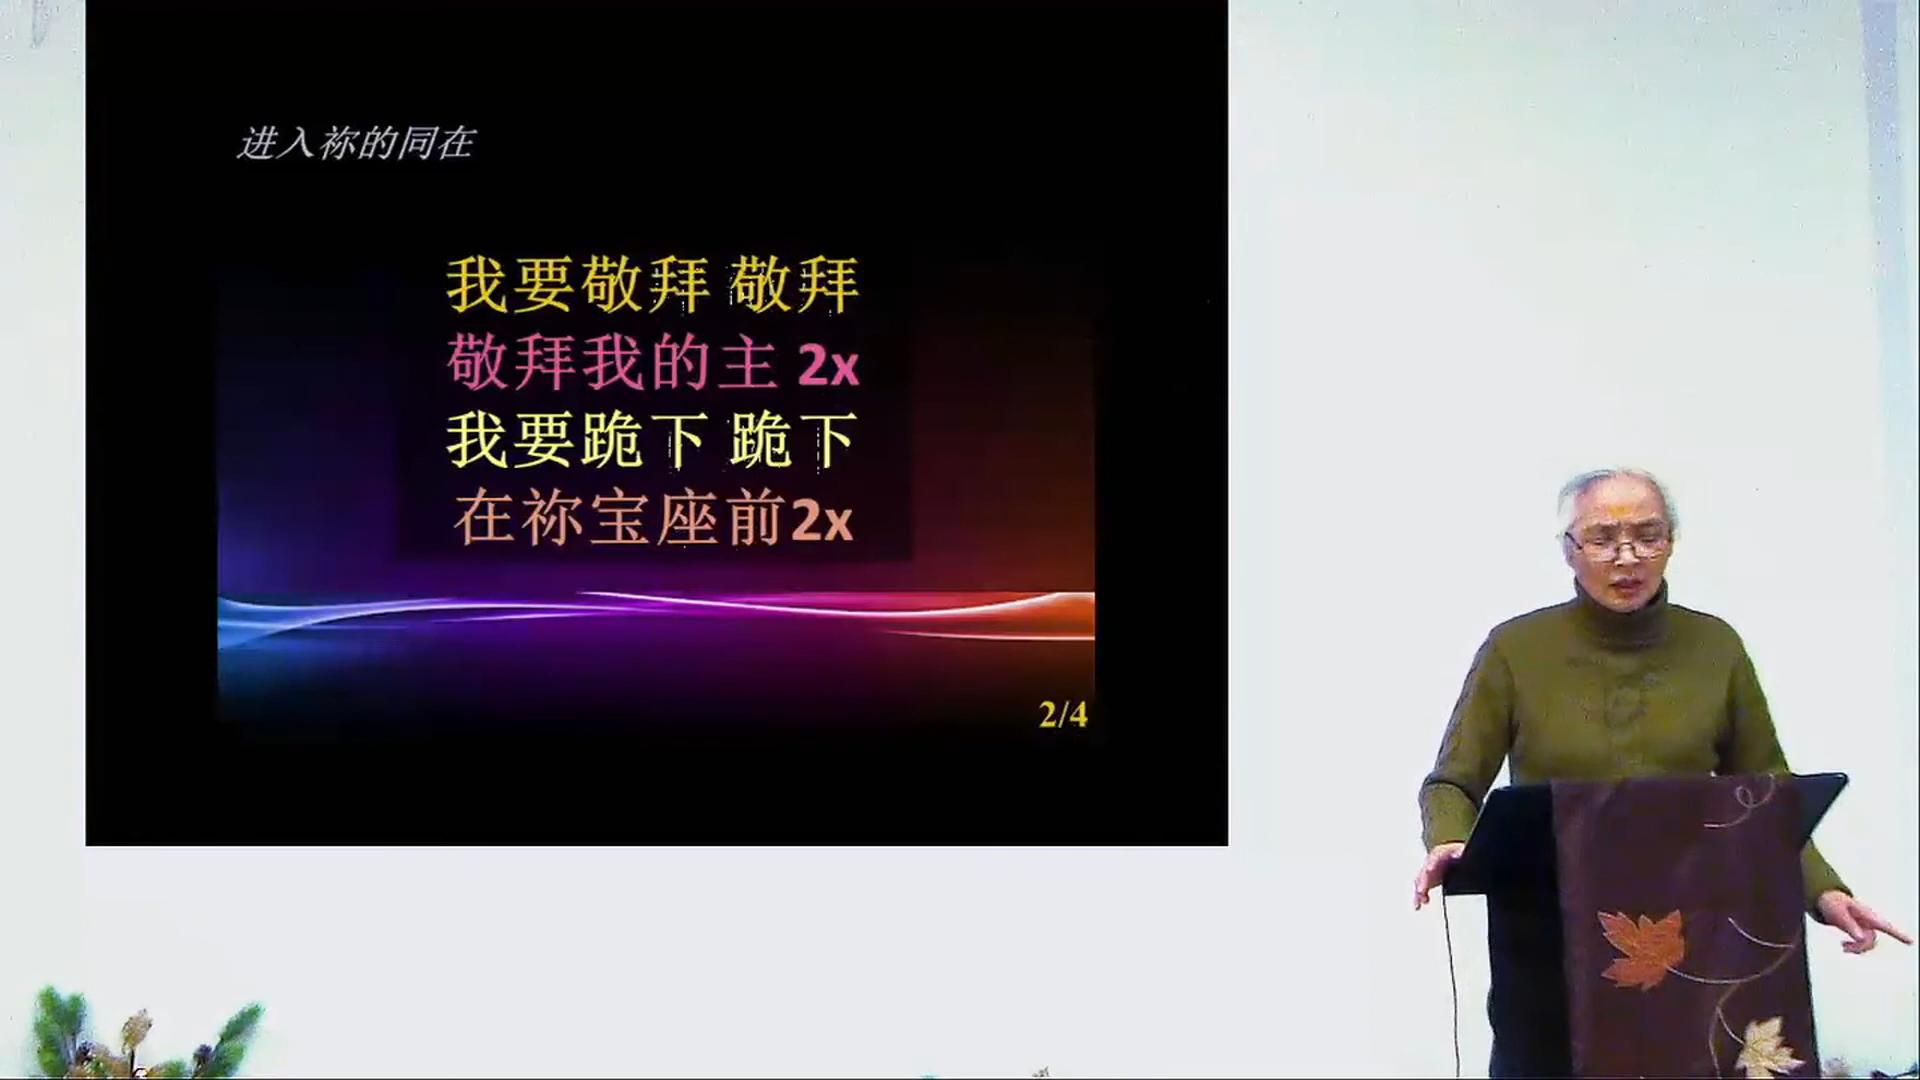 进入祢的同在
我要敬拜 敬拜
敬拜我的主 2x
我要跪下 跪下
在祢宝座前2x
2/4